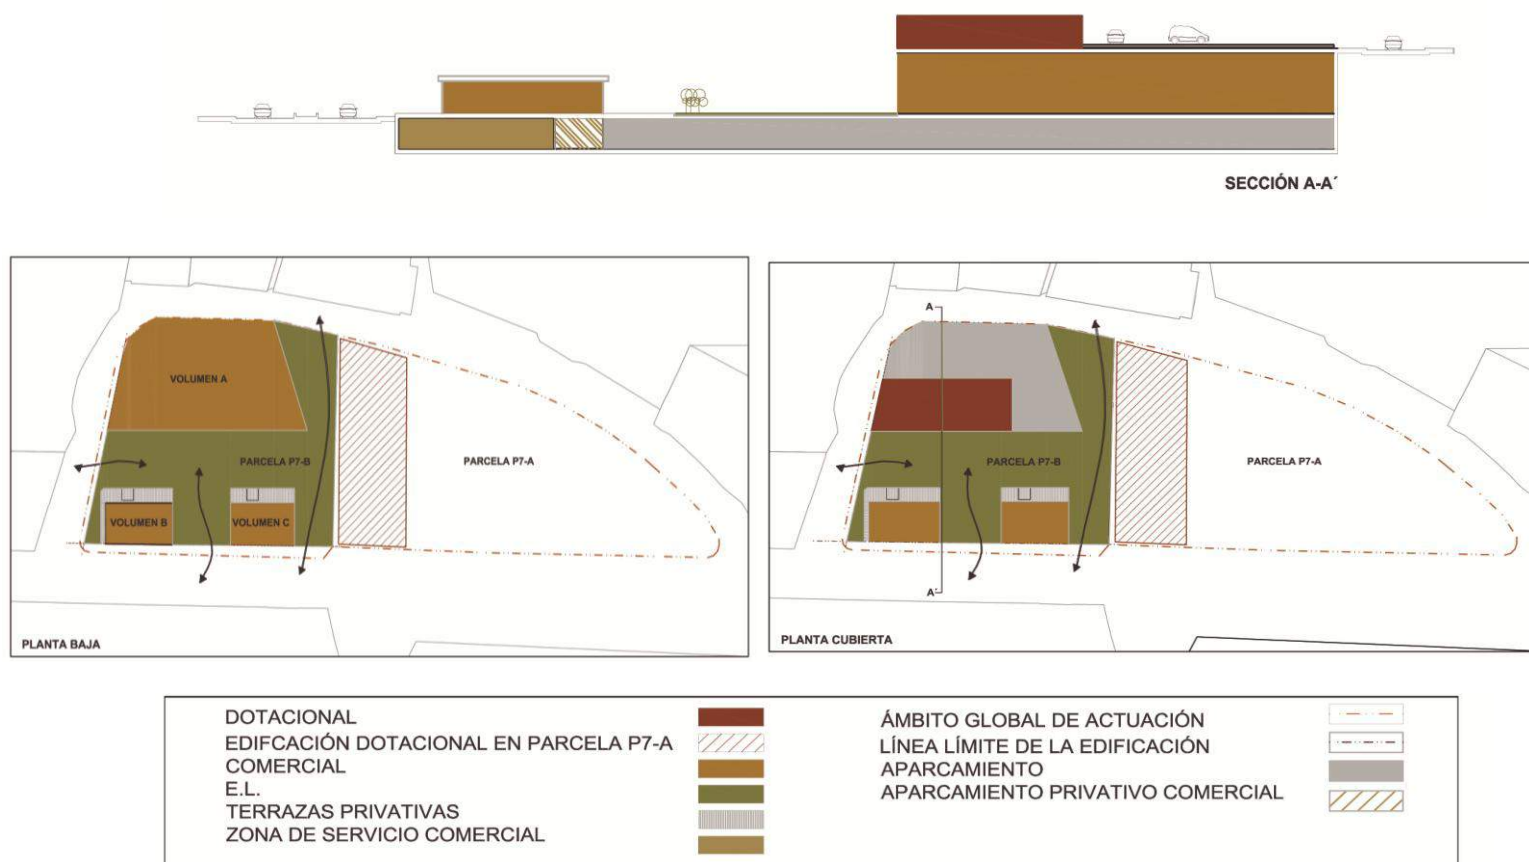 SECCIÓN A-A´
VOLUMEN A
PARCELA P7-B
PARCELA P7-A
VOLUMEN B
VOLUMEN C
PLANTA BAJA
A
PARCELA P7-B
PARCELA P7-A
A´
PLANTA CUBIERTA
DOTACIONAL
EDIFCACIÓN DOTACIONAL EN PARCELA P7-A
COMERCIAL
E.L.
TERRAZAS PRIVATIVAS
ZONA DE SERVICIO COMERCIAL
ÁMBITO GLOBAL DE ACTUACIÓN
LÍNEA LÍMITE DE LA EDIFICACIÓN
APARCAMIENTO
APARCAMIENTO PRIVATIVO COMERCIAL